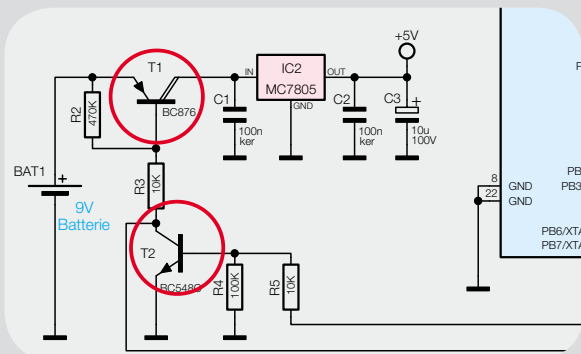 +5V
T1
IC2
IN
OUT
MC7805
GND
R2
470K
BC876
C1
100n
ker
C2
100n
ker
C3
+
10u
100V
BAT1
+
9V
Batterie
R3
10K
T2
BC548C
R4
100K
R5
10K
8
GND
22
GND
PB
PB3
PB6/XTA
PB7/XTA